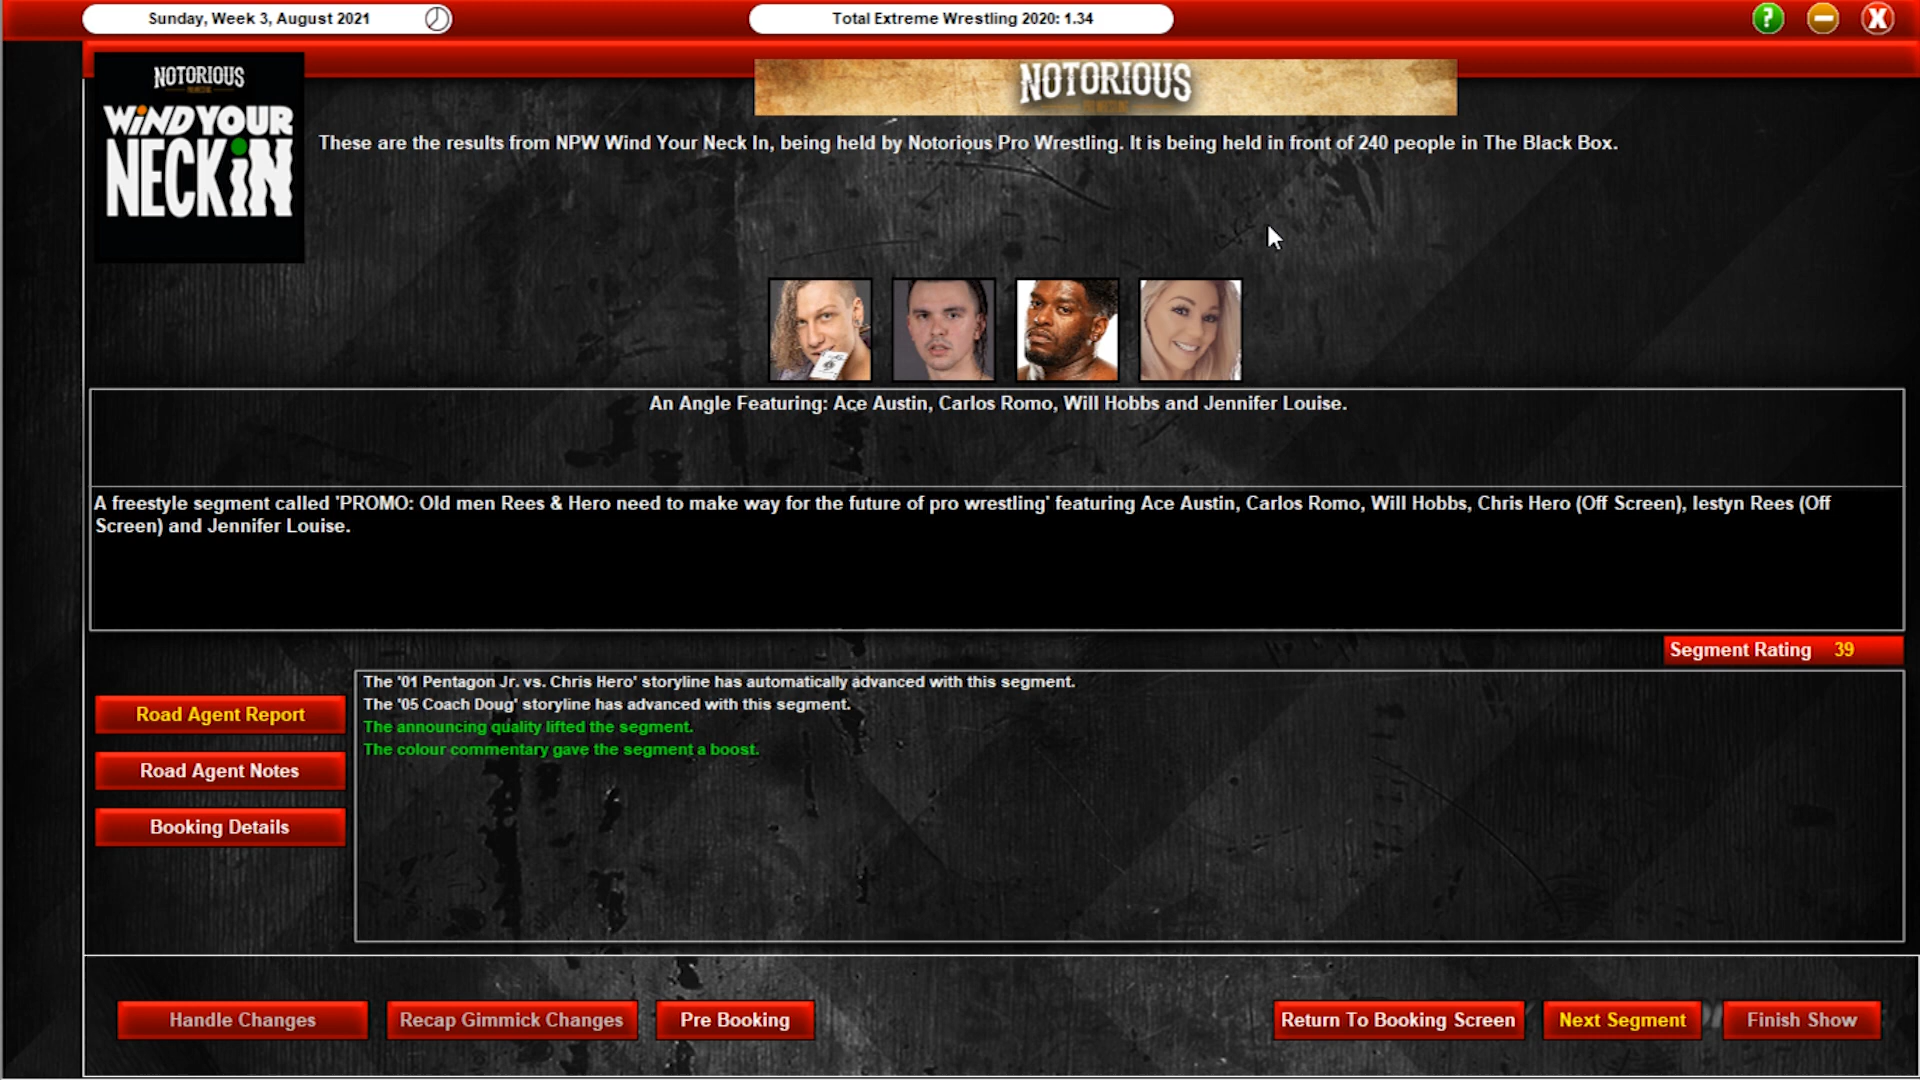 Sunday, Week 3, August 2021
Total Extreme Wrestling 2020: 1.34
NOTORIOUS
WIND YOUR
NECK IN
NOTORIOUS
These are the results from NPW Wind Your Neck In, being held by Notorious Pro Wrestling. It is being held in front of 240 people in The Black Box.
An Angle Featuring: Ace Austin, Carlos Romo, Will Hobbs and Jennifer Louise.
A freestyle segment called 'PROMO: Old men Rees & Hero need to make way for the future of pro wrestling' featuring Ace Austin, Carlos Romo, Will Hobbs, Chris Hero (Off Screen), Iestyn Rees (Off
Screen) and Jennifer Louise.
Segment Rating 39
The '01 Pentagon Jr. vs. Chris Hero' storyline has automatically advanced with this segment.
The '05 Coach Doug' storyline has advanced with this segment.
The announcing quality lifted the segment.
The colour commentary gave the segment a boost.
Road Agent Report
Road Agent Notes
Booking Details
Handle Changes
Recap Gimmick Changes
Pre Booking
Return To Booking Screen
Next Segment
Finish Show